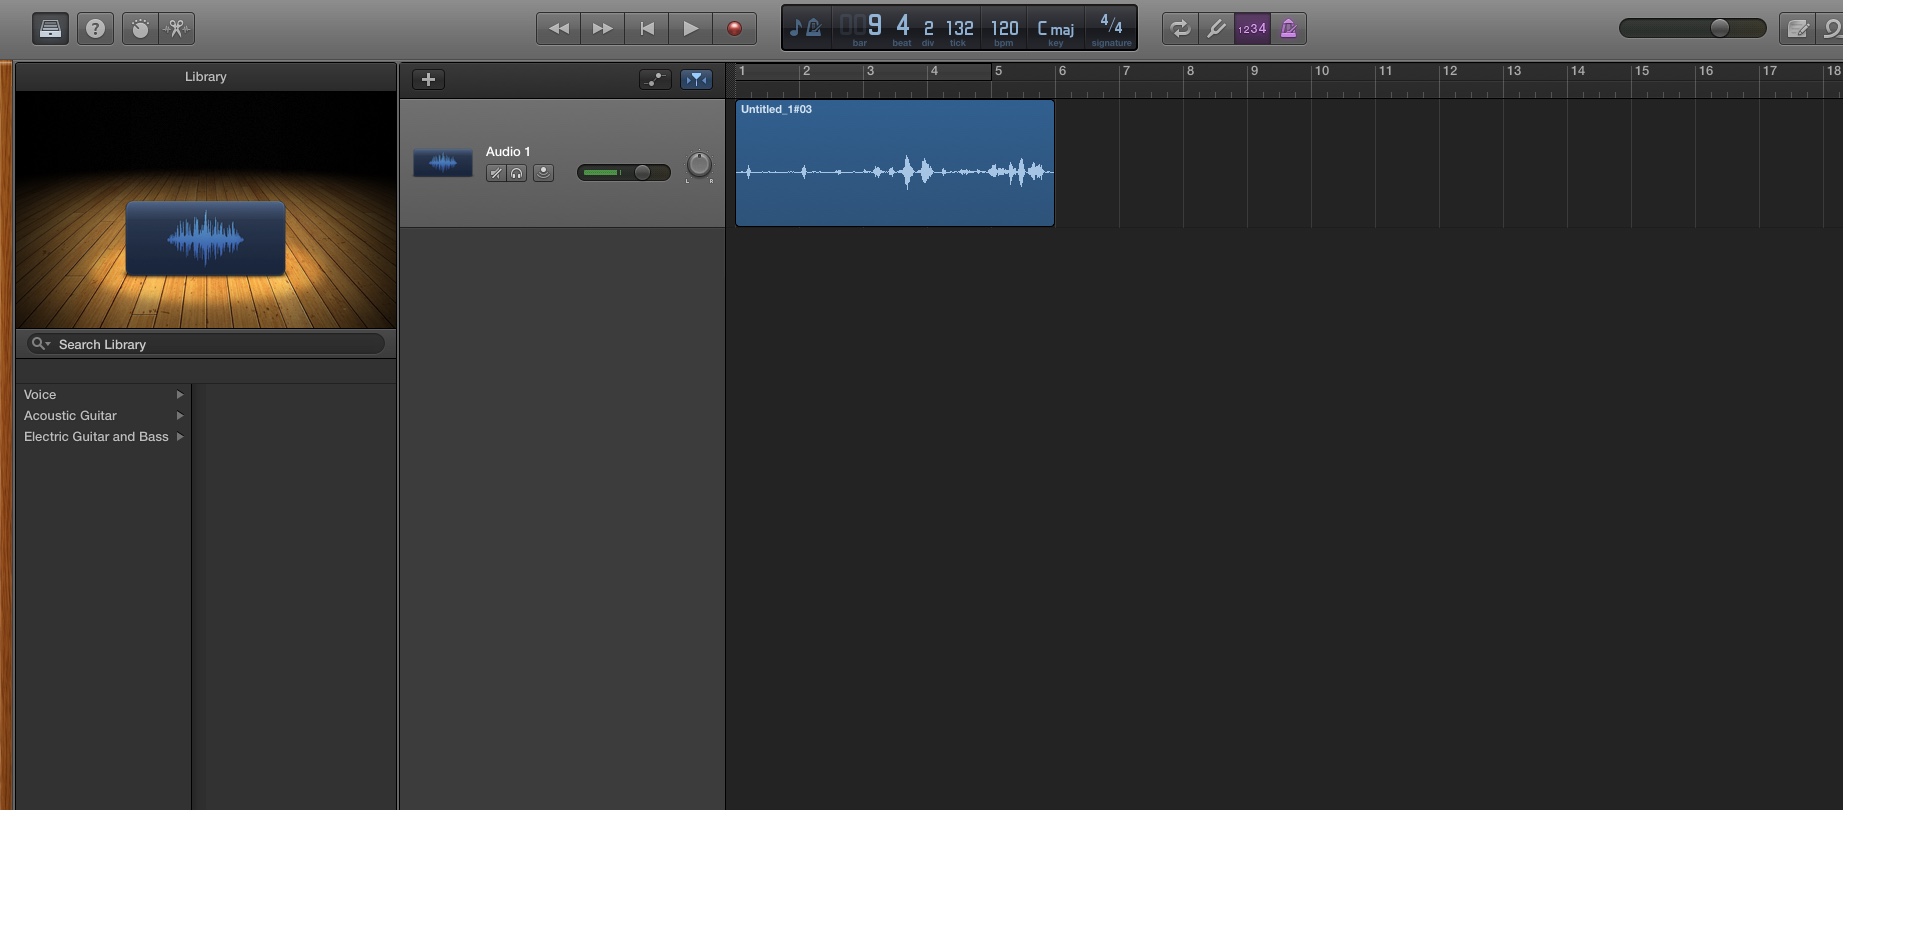 ?
9 4 2 132 120 C maj 4/4
bar beat div tick bpm key signature
1234
Library
1 2 3 4 5 6 7 8 9 10 11 12 13 14 15 16 17 18
Untitled_1#03
Audio 1
L R
Search Library
Voice
Acoustic Guitar
Electric Guitar and Bass